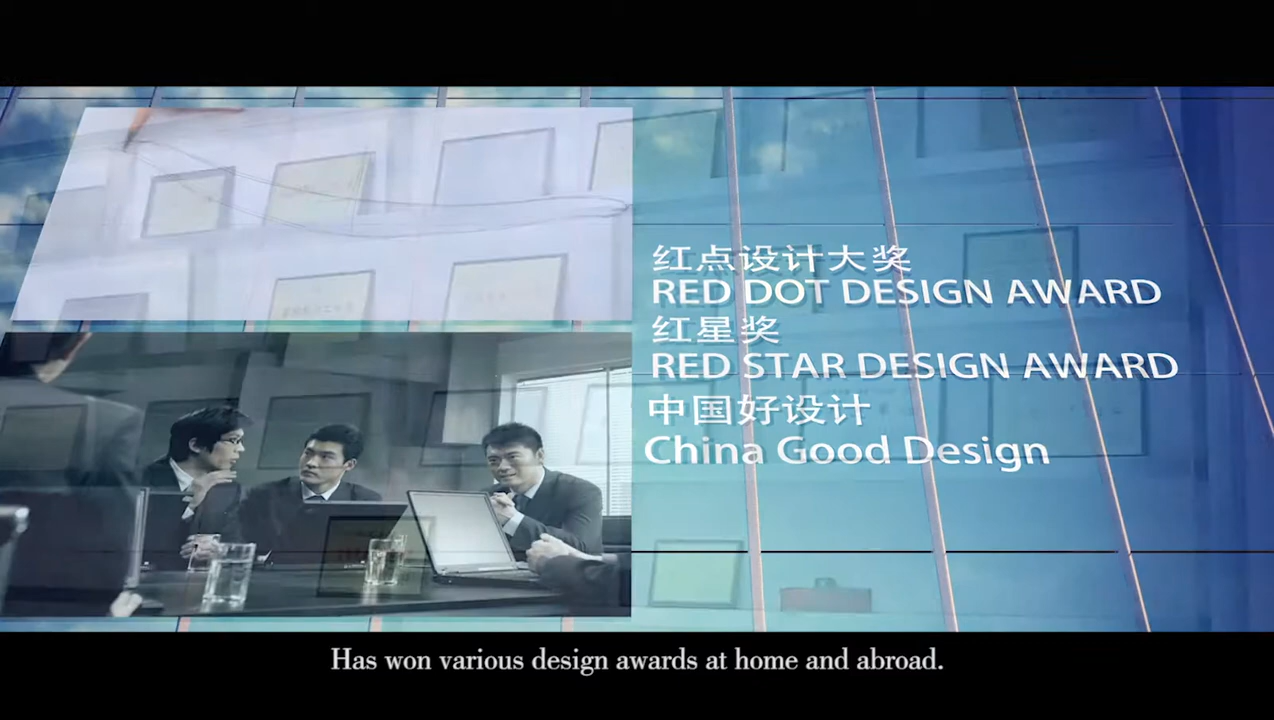 红点设计大奖
RED DOT DESIGN AWARD
红星奖
RED STAR DESIGN AWARD
中国好设计
China Good Design
Has won various design awards at home and abroad.